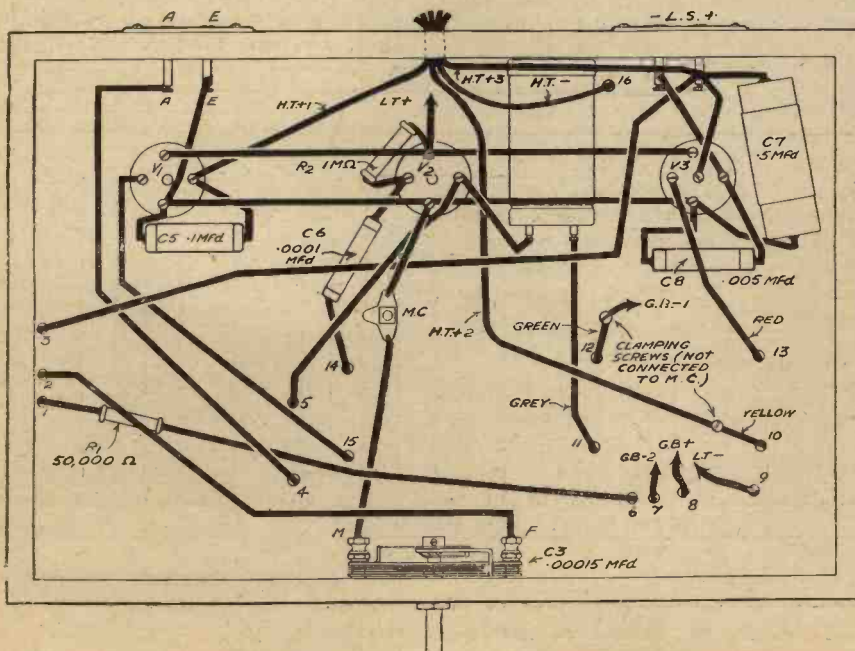 A E
- L.S. +
A E
H.T.+1
LT+
H.T+3
H.T.-
16
C7
.5 Mfd
V1
R2 1MΩ
V2
V3
C5 .1Mfd
C6
.0001
Mfd
C8
.005 Mfd
M.C
H.T.+2
G.B-1
GREEN
12
RED
13
CLAMPING
SCREWS (NOT
CONNECTED
TO M.C.)
3
2
1
14
5
GREY
YELLOW
10
R1
50,000 Ω
15
11
4
GB-2
GB+
LT-
6
7
8
9
M
F
C3
.00015 Mfd